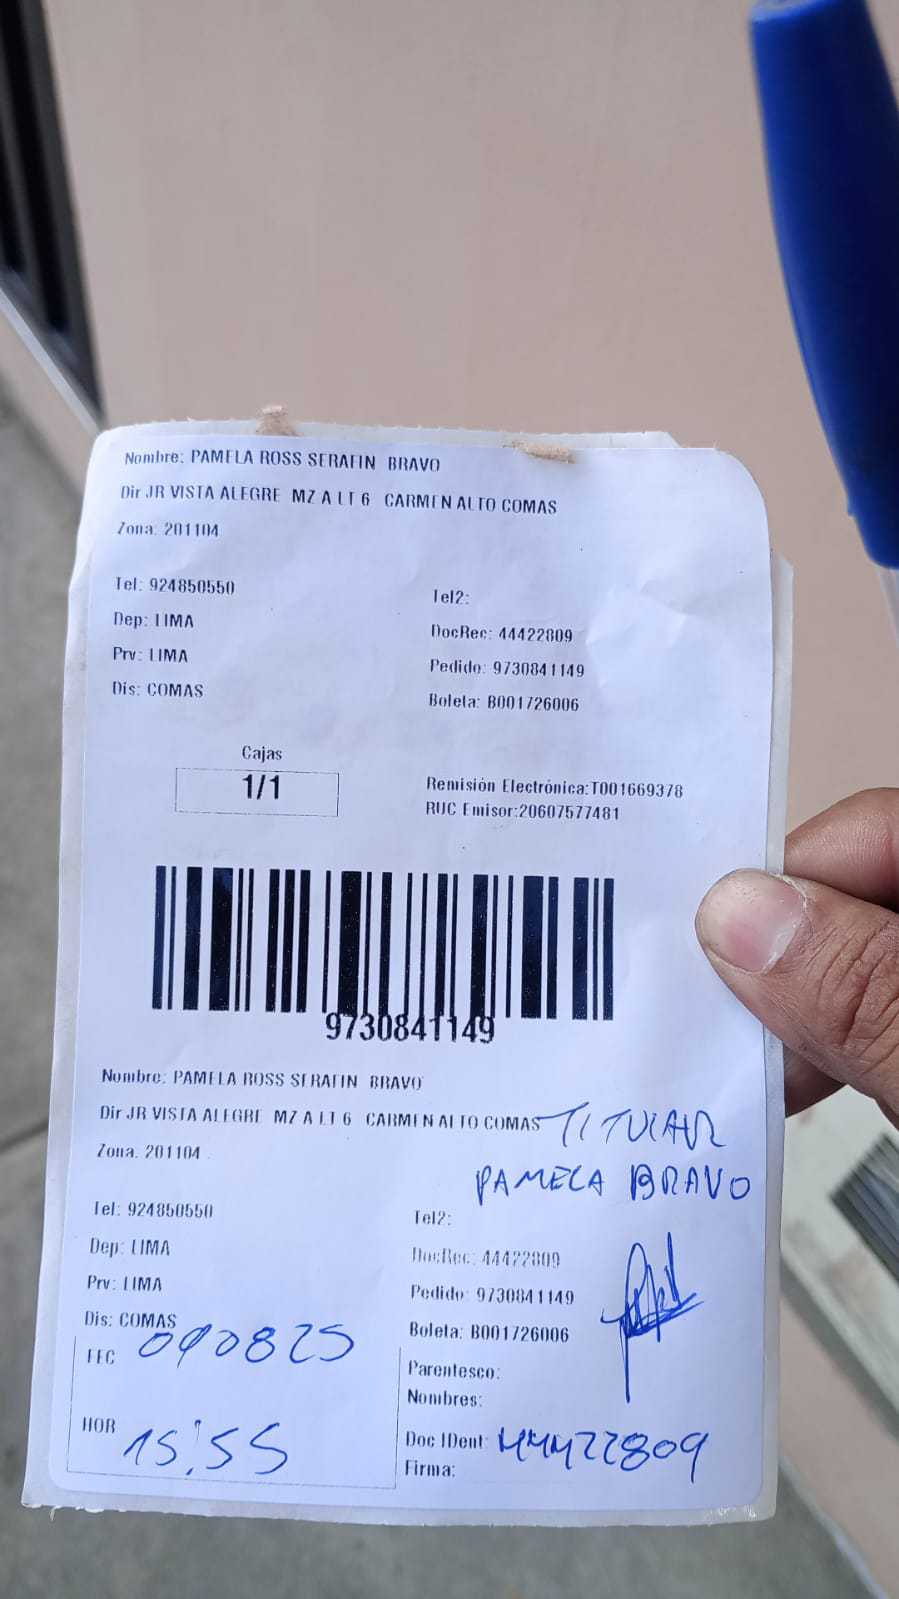 Nombre: PAMELA ROSS SERAFIN BRAVO
Dir JR VISTA ALEGRE MZ A LT 6 CARMEN ALTO COMAS
Zona: 201104
Tel: 924850550
Tel2:
Dep: LIMA
DocRec: 44422809
Prv: LIMA
Pedido: 9730841149
Dis: COMAS
Boleta: B001726006
Cajas
1/1
Remisión Electrónica:T001669378
RUC Emisor:20607577481
9730841149
Nombre: PAMELA ROSS SERAFIN BRAVO
Dir JR VISTA ALEGRE MZ A LT 6 CARMEN ALTO COMAS
TITULAR
Zona. 201104
PAMELA BRAVO
Tel: 924850550
Tel2:
Dep: LIMA
DocRec: 44422809
Prv: LIMA
Pedido: 9730841149
Dis: COMAS
Boleta: B001726006
FEC 090825
Parentesco:
Nombres:
HOR 15:55
Doc IDent: 44422809
Firma: